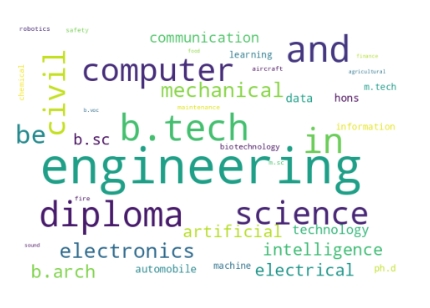 robotics
safety
communication
and
food
learning
finance
computer
aircraft
agricultural
chemical
civil
mechanical
m.tech
data
hons
maintenance
b.voc
b.tech
be
b.sc
in
information
biotechnology
engineering
m.sc
fire
diploma
science
artificial
technology
sound
electronics
intelligence
b.arch
automobile
machine
electrical
ph.d